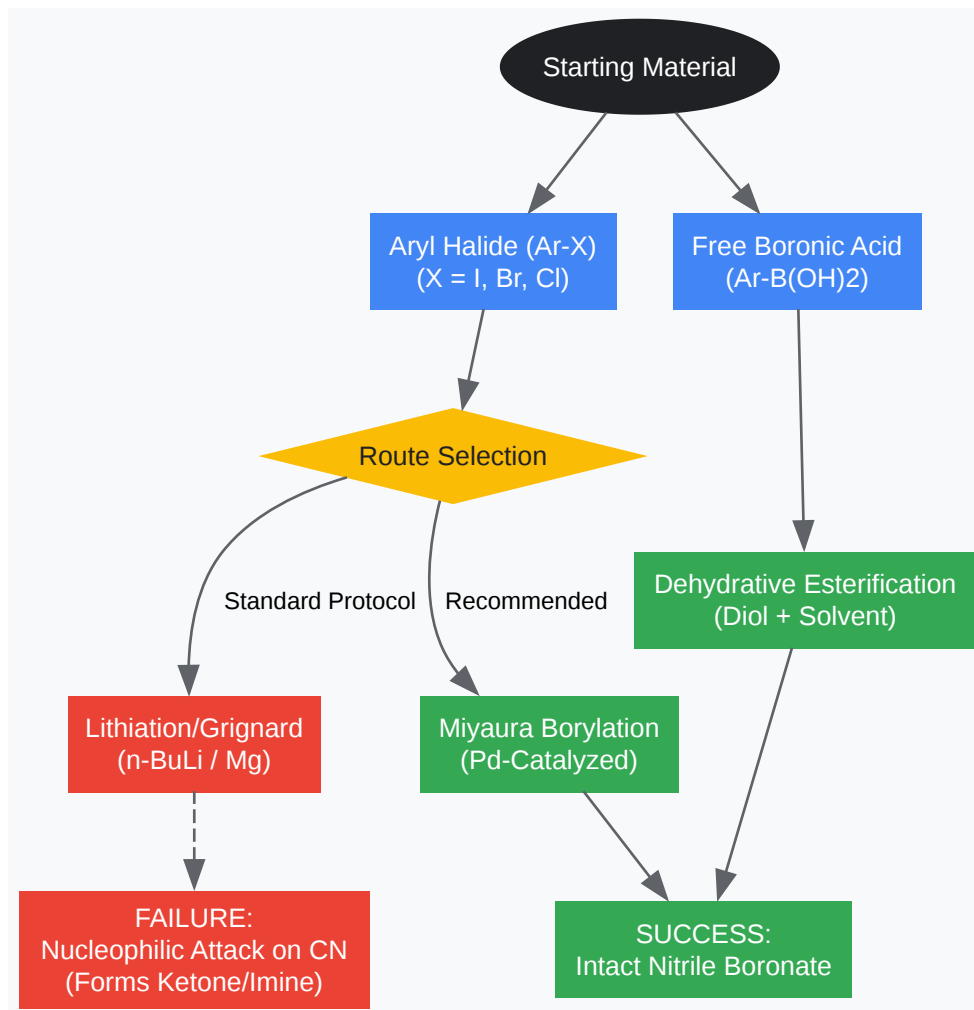 Starting Material
Aryl Halide (Ar-X)
(X = I, Br, Cl)
Free Boronic Acid
(Ar-B(OH)2)
Route Selection
Standard Protocol
Recommended
Dehydrative Esterification
(Diol + Solvent)
Lithiation/Grignard
(n-BuLi / Mg)
Miyaura Borylation
(Pd-Catalyzed)
FAILURE:
Nucleophilic Attack on CN
(Forms Ketone/Imine)
SUCCESS:
Intact Nitrile Boronate